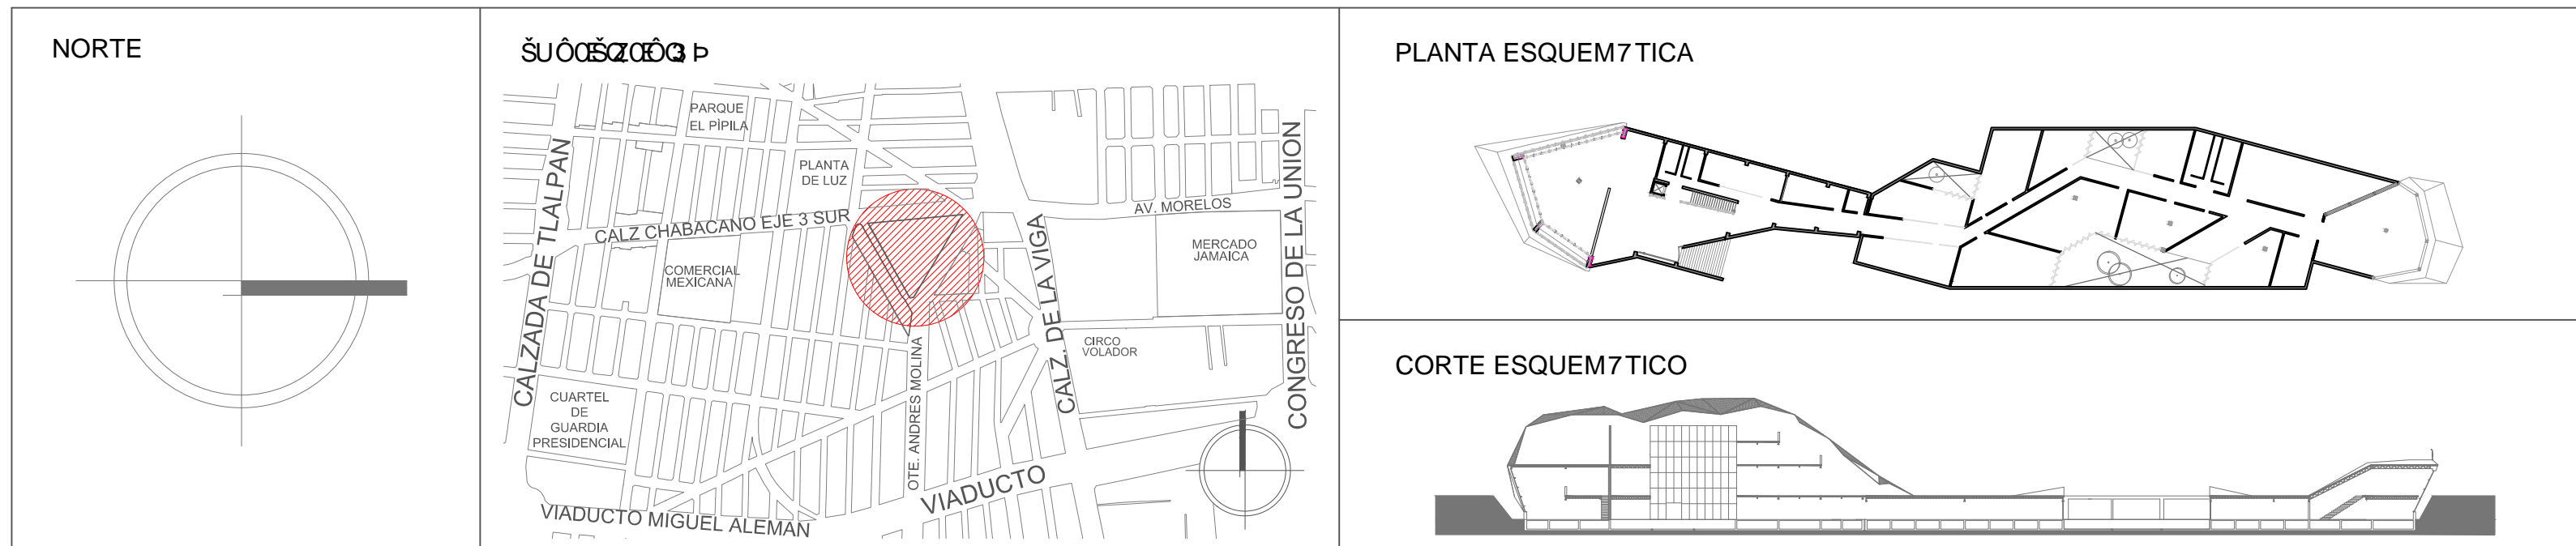 NORTE
ŠUÔŒŠQZŒÔQ3Þ
PARQUE
EL PÌPILA
PLANTA
DE LUZ
CALZADA DE TLALPAN
CALZ CHABACANO EJE 3 SUR
COMERCIAL
MEXICANA
AV. MORELOS
MERCADO
JAMAICA
CONGRESO DE LA UNION
CALZ. DE LA VIGA
CIRCO
VOLADOR
OTE. ANDRES MOLINA
CUARTEL
DE
GUARDIA
PRESIDENCIAL
VIADUCTO
VIADUCTO MIGUEL ALEMAN
PLANTA ESQUEM7TICA
CORTE ESQUEM7TICO